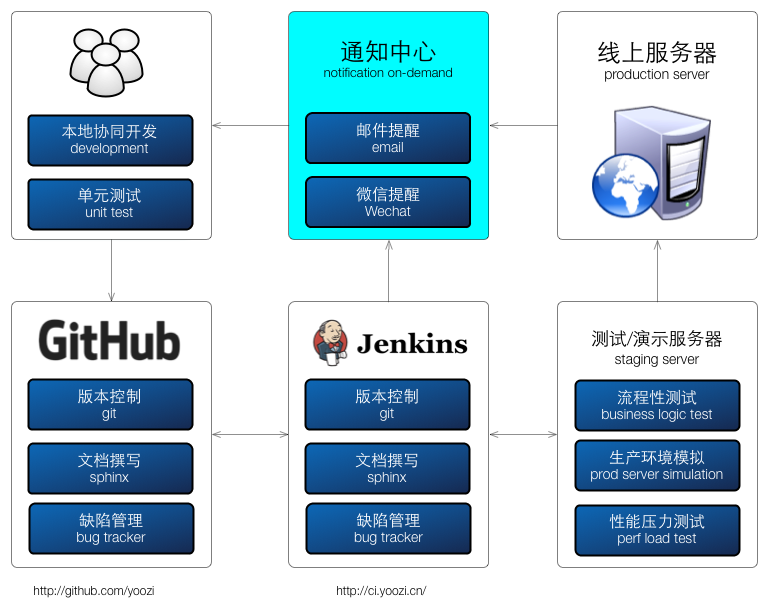 本地协同开发
development
单元测试
unit test
通知中心
notification on-demand
邮件提醒
email
微信提醒
Wechat
线上服务器
production server
GitHub
版本控制
git
文档撰写
sphinx
缺陷管理
bug tracker
Jenkins
版本控制
git
文档撰写
sphinx
缺陷管理
bug tracker
测试/演示服务器
staging server
流程性测试
business logic test
生产环境模拟
prod server simulation
性能压力测试
perf load test
http://github.com/yoozi
http://ci.yoozi.cn/